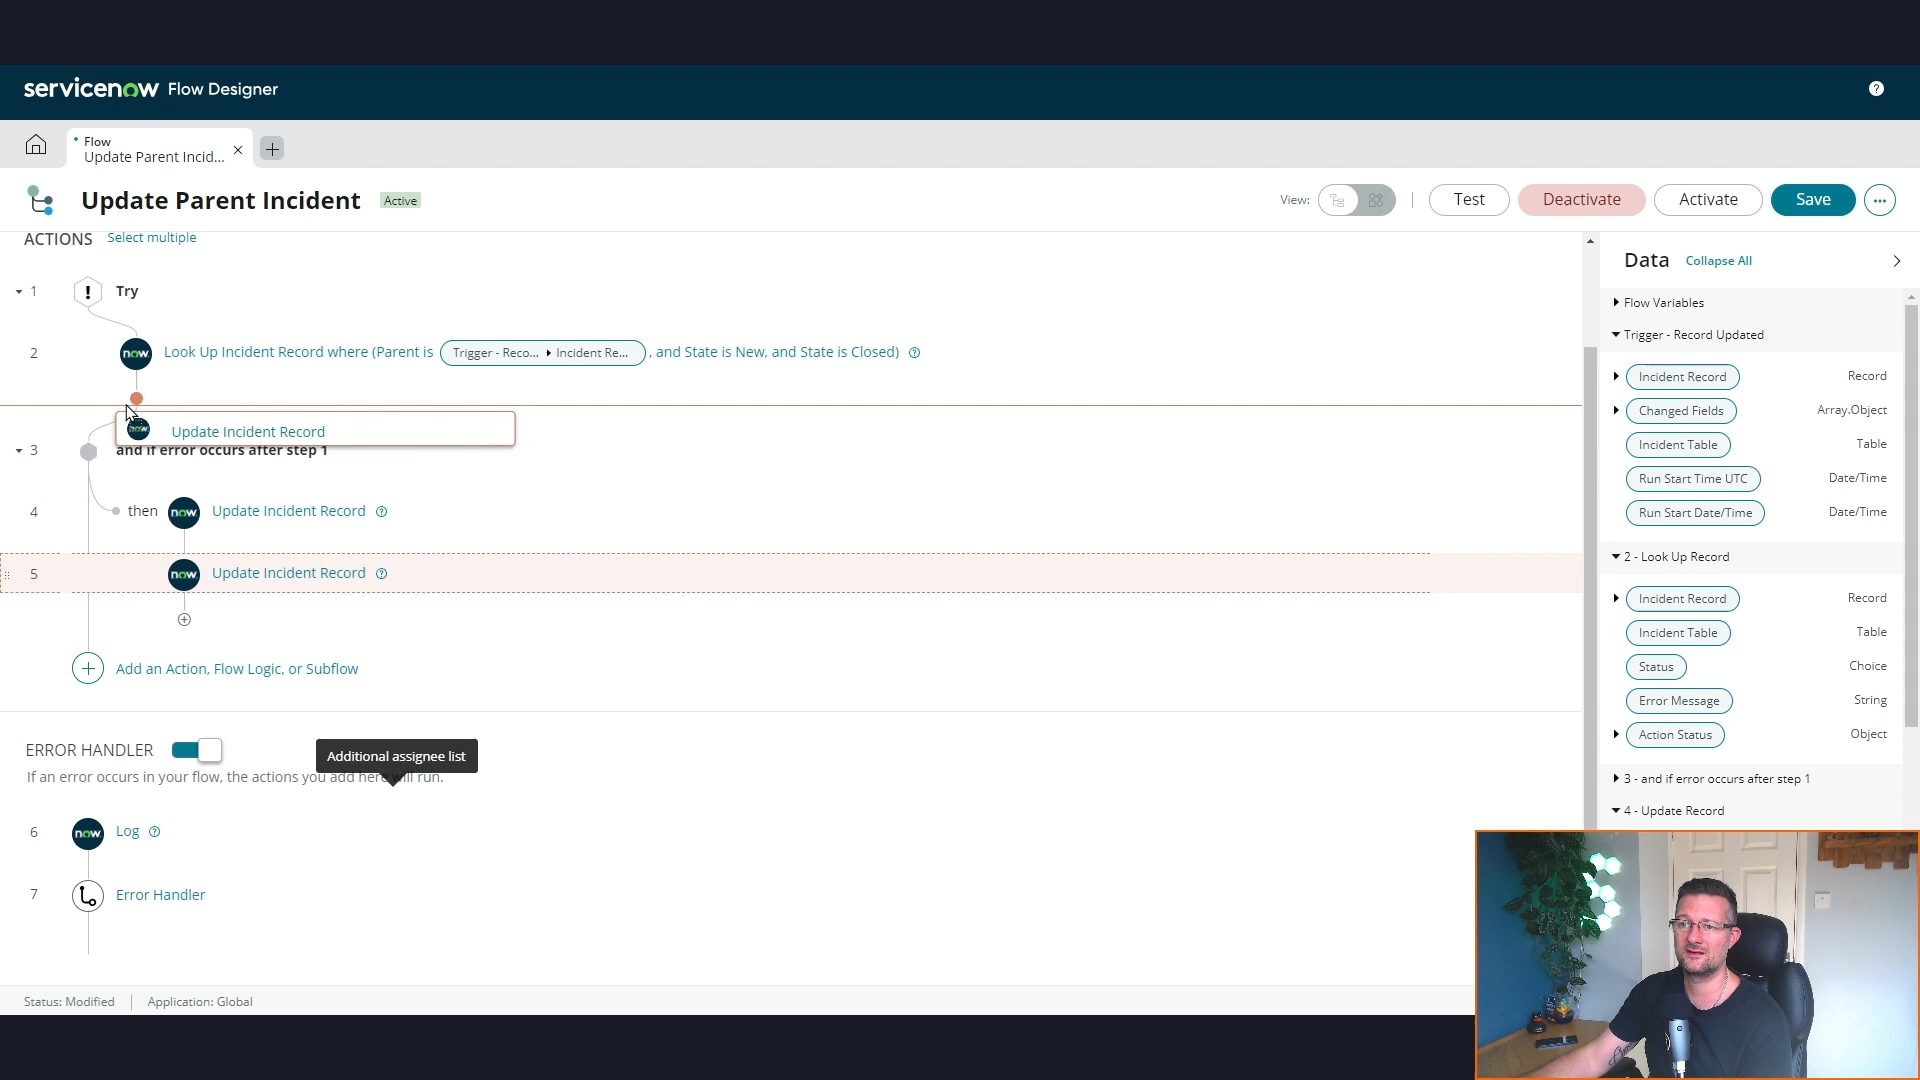 servicenow Flow Designer
?
Flow
Update Parent Incid...
Update Parent Incident Active
View:
Test
Deactivate
Activate
Save
...
ACTIONS Select multiple
1 ! Try
2 now Look Up Incident Record where (Parent is Trigger - Reco... Incident Re... , and State is New, and State is Closed) ?
now Update Incident Record
3 and if error occurs after step 1
4 then now Update Incident Record ?
5 now Update Incident Record ?
Add an Action, Flow Logic, or Subflow
ERROR HANDLER
Additional assignee list
If an error occurs in your flow, the actions you add here will run.
6 now Log ?
7 Error Handler
Status: Modified Application: Global
Data Collapse All
Flow Variables
Trigger - Record Updated
Incident Record Record
Changed Fields Array.Object
Incident Table Table
Run Start Time UTC Date/Time
Run Start Date/Time Date/Time
2 - Look Up Record
Incident Record Record
Incident Table Table
Status Choice
Error Message String
Action Status Object
3 - and if error occurs after step 1
4 - Update Record